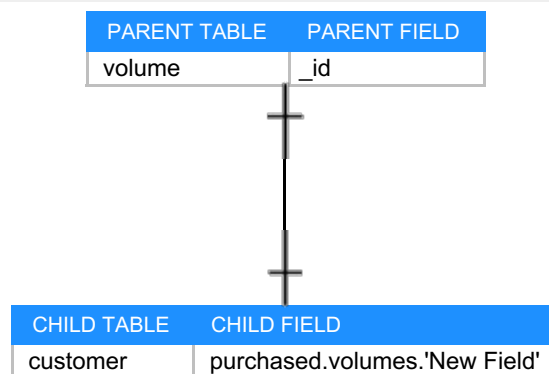 PARENT TABLE PARENT FIELD
volume _id
CHILD TABLE CHILD FIELD
customer purchased.volumes.'New Field'